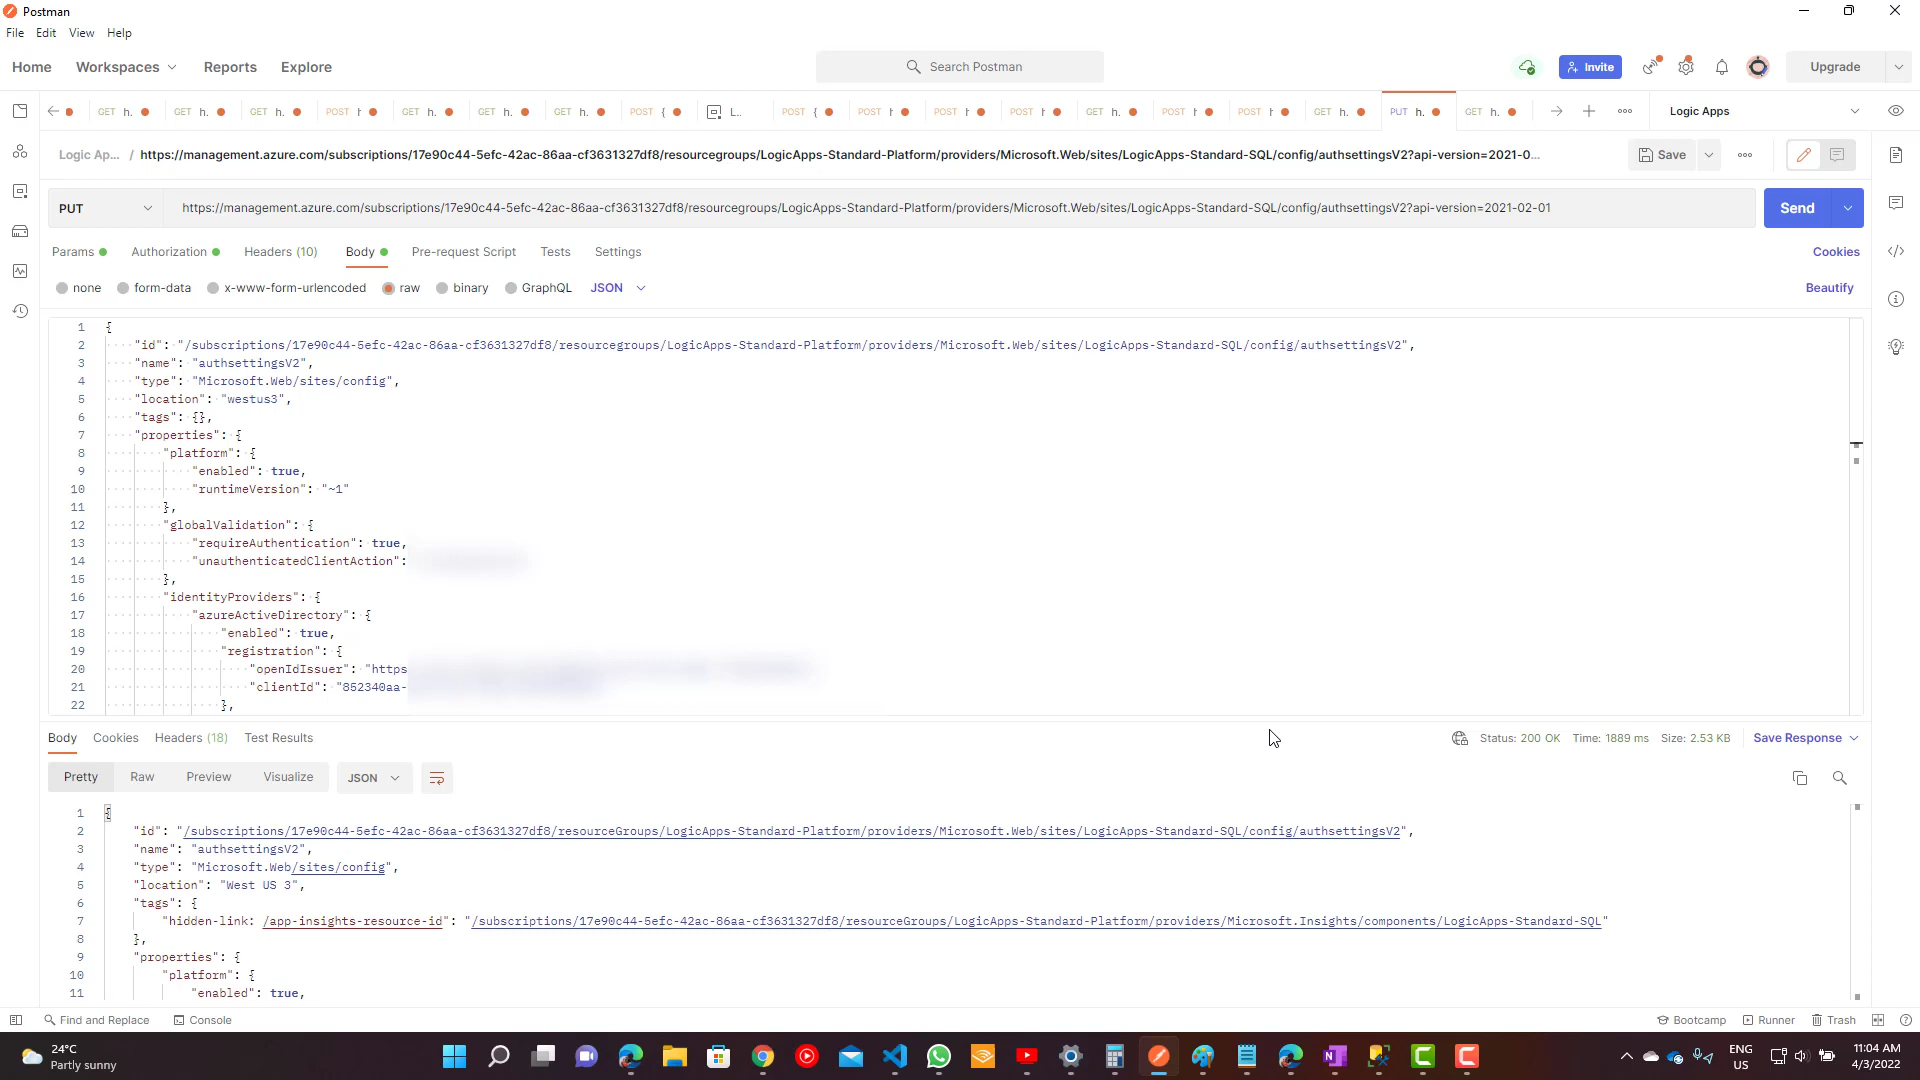 Postman
File Edit View Help
Home Workspaces Reports Explore Search Postman Invite Upgrade
GET h. GET h. GET h. POST h GET h. GET h. GET h. POST { L.. POST { POST h POST h POST h GET h. POST h POST h GET h. PUT h. GET h. Logic Apps
Logic Ap... / https://management.azure.com/subscriptions/17e90c44-5efc-42ac-86aa-cf3631327df8/resourcegroups/LogicApps-Standard-Platform/providers/Microsoft.Web/sites/LogicApps-Standard-SQL/config/authsettingsV2?api-version=2021-0... Save
PUT https://management.azure.com/subscriptions/17e90c44-5efc-42ac-86aa-cf3631327df8/resourcegroups/LogicApps-Standard-Platform/providers/Microsoft.Web/sites/LogicApps-Standard-SQL/config/authsettingsV2?api-version=2021-02-01 Send
Params Authorization Headers (10) Body Pre-request Script Tests Settings Cookies
none form-data x-www-form-urlencoded raw binary GraphQL JSON Beautify
1 {
2 "id": "/subscriptions/17e90c44-5efc-42ac-86aa-cf3631327df8/resourcegroups/LogicApps-Standard-Platform/providers/Microsoft.Web/sites/LogicApps-Standard-SQL/config/authsettingsV2",
3 "name": "authsettingsV2",
4 "type": "Microsoft.Web/sites/config",
5 "location": "westus3",
6 "tags": {},
7 "properties": {
8 "platform": {
9 "enabled": true,
10 "runtimeVersion": "~1"
11 },
12 "globalValidation": {
13 "requireAuthentication": true,
14 "unauthenticatedClientAction":
15 },
16 "identityProviders": {
17 "azureActiveDirectory": {
18 "enabled": true,
19 "registration": {
20 "openIdIssuer": "https
21 "clientId": "852340aa-
22 },
Body Cookies Headers (18) Test Results Status: 200 OK Time: 1889 ms Size: 2.53 KB Save Response
Pretty Raw Preview Visualize JSON
1 {
2 "id": "/subscriptions/17e90c44-5efc-42ac-86aa-cf3631327df8/resourceGroups/LogicApps-Standard-Platform/providers/Microsoft.Web/sites/LogicApps-Standard-SQL/config/authsettingsV2",
3 "name": "authsettingsV2",
4 "type": "Microsoft.Web/sites/config",
5 "location": "West US 3",
6 "tags": {
7 "hidden-link: /app-insights-resource-id": "/subscriptions/17e90c44-5efc-42ac-86aa-cf3631327df8/resourceGroups/LogicApps-Standard-Platform/providers/Microsoft.Insights/components/LogicApps-Standard-SQL"
8 },
9 "properties": {
10 "platform": {
11 "enabled": true,
Find and Replace Console Bootcamp Runner Trash
24°C
Partly sunny
ENG
US
11:04 AM
4/3/2022